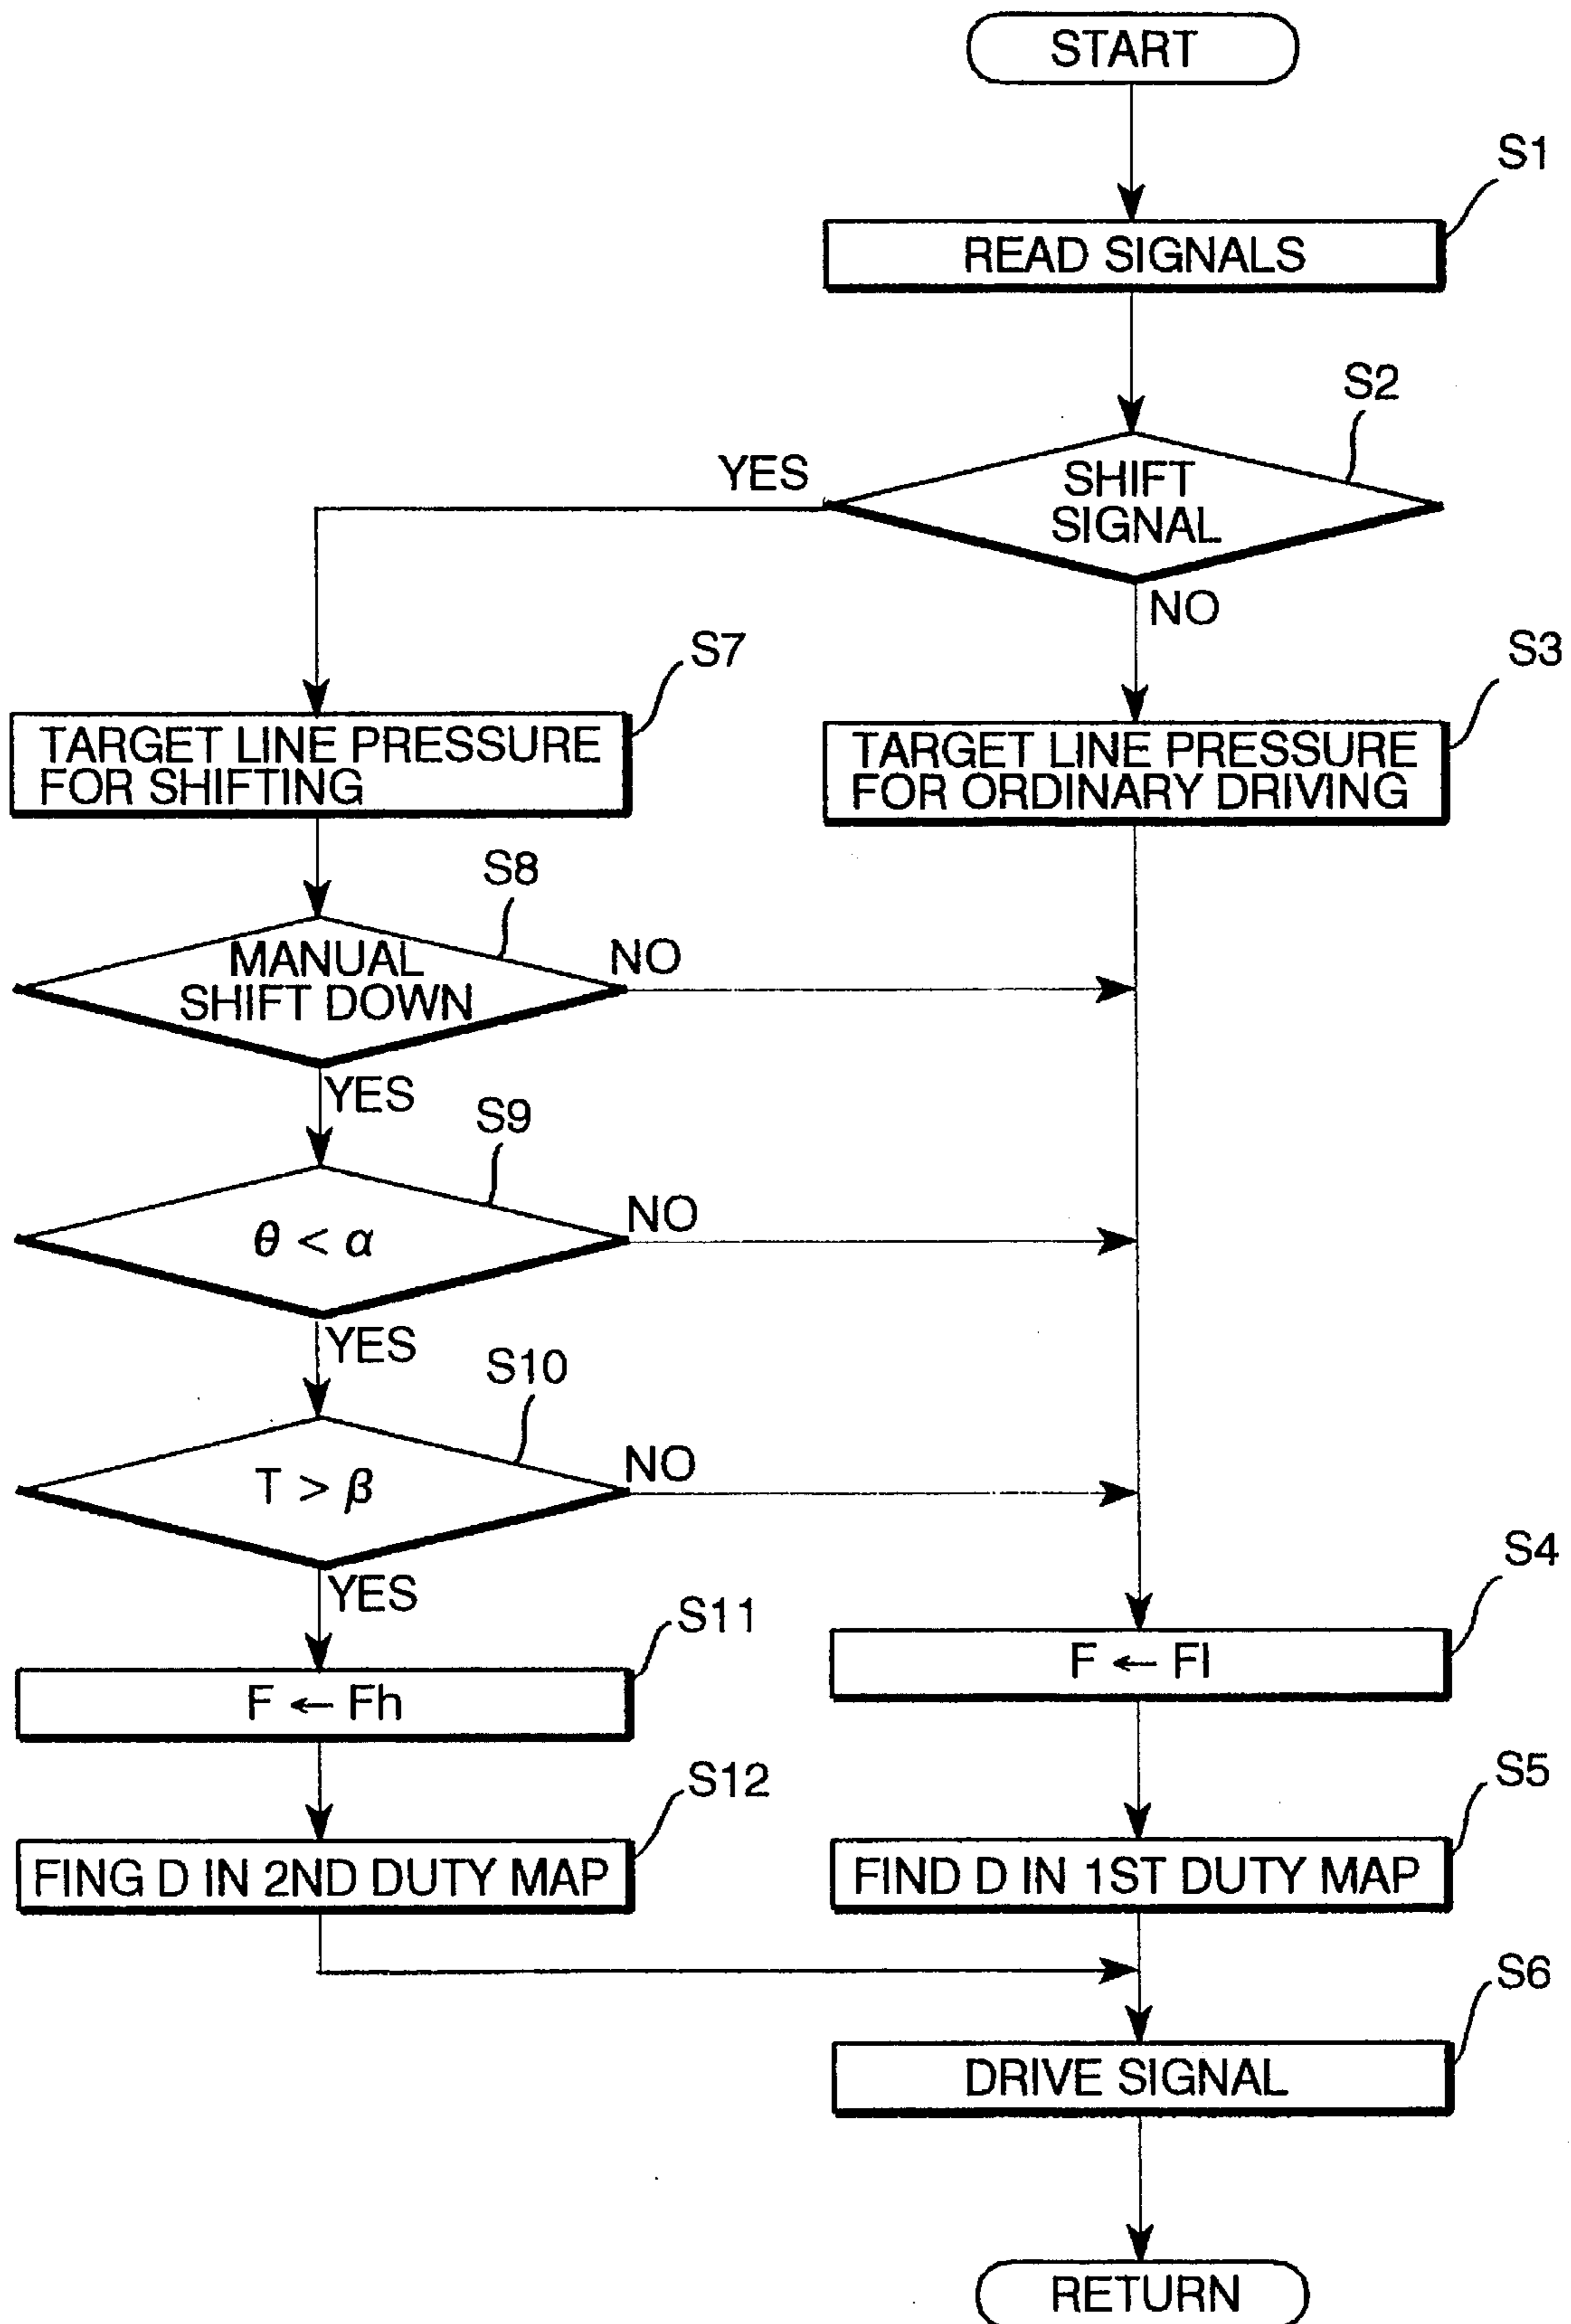 START
S1
READ SIGNALS
S2
YES
SHIFT
SIGNAL
NO
S7
S3
TARGET LINE PRESSURE
FOR SHIFTING
TARGET LINE PRESSURE
FOR ORDINARY DRIVING
S8
MANUAL
SHIFT DOWN
NO
YES
S9
θ < α
NO
YES
S10
T > β
NO
YES
S4
S11
F ← Fl
F ← Fh
S5
S12
FING D IN 2ND DUTY MAP
FIND D IN 1ST DUTY MAP
S6
DRIVE SIGNAL
RETURN